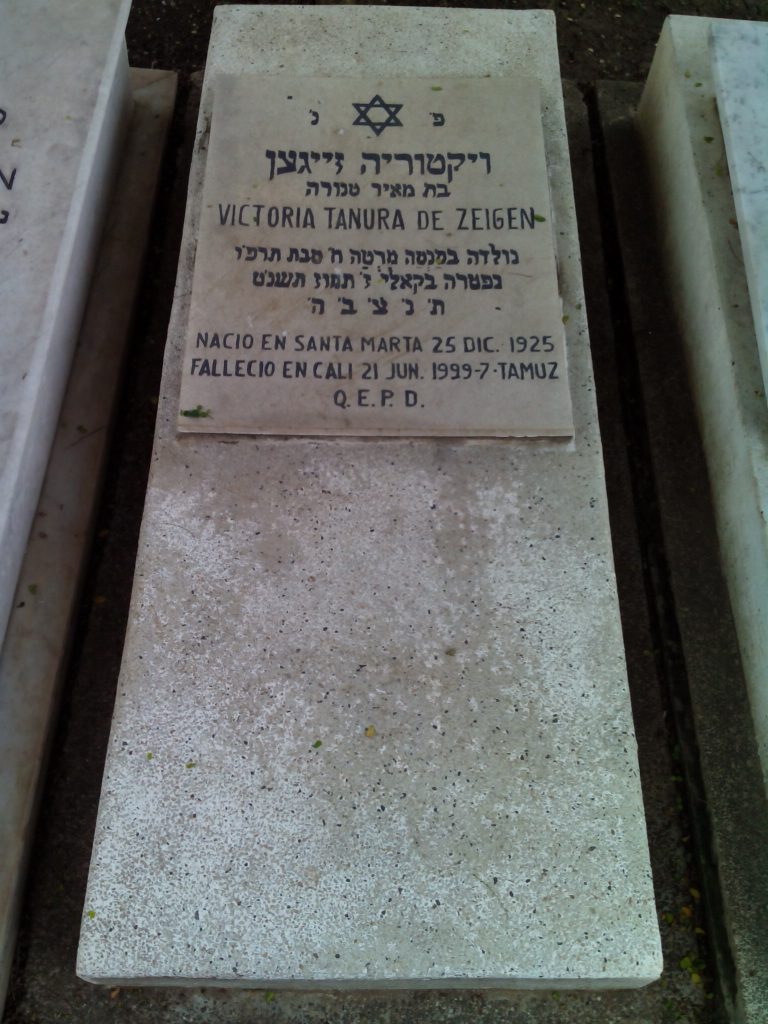 פ' נ'
ויקטוריה זייגצן
בת מאיר טנורה
VICTORIA TANURA DE ZEIGEN
נולדה בסנטה מרטה ח' טבת תרפ'ו
נפטרה בקאלי ז' תמוז תשנ'ט
ת' נ' צ' ב' ה'
NACIO EN SANTA MARTA 25 DIC. 1925
FALLECIO EN CALI 21 JUN. 1999-7·TAMUZ
Q.E.P.D.